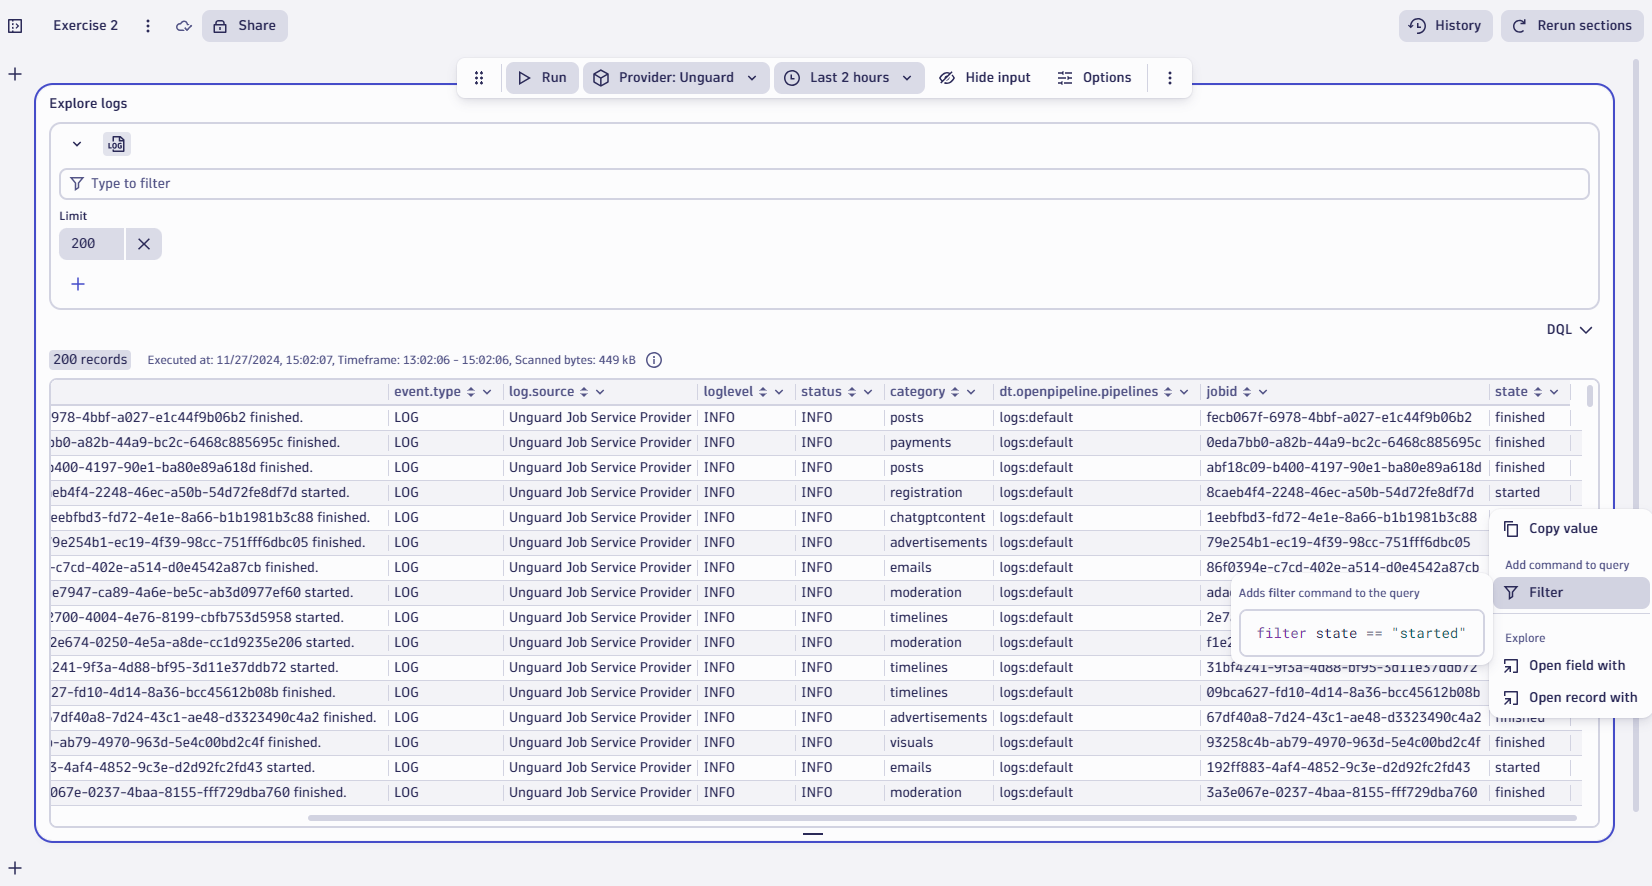 Exercise 2
Share
History
Rerun sections
Run
Provider: Unguard
Last 2 hours
Hide input
Options
Explore logs
LOG
Type to filter
Limit
200
DQL
200 records
Executed at: 11/27/2024, 15:02:07, Timeframe: 13:02:06 - 15:02:06, Scanned bytes: 449 kB
event.type log.source loglevel status category dt.openpipeline.pipelines jobid state
978-4bbf-a027-e1c44f9b06b2 finished. LOG Unguard Job Service Provider INFO INFO posts logs:default fecb067f-6978-4bbf-a027-e1c44f9b06b2 finished
b0-a82b-44a9-bc2c-6468c885695c finished. LOG Unguard Job Service Provider INFO INFO payments logs:default 0eda7bb0-a82b-44a9-bc2c-6468c885695c finished
b400-4197-90e1-ba80e89a618d finished. LOG Unguard Job Service Provider INFO INFO posts logs:default abf18c09-b400-4197-90e1-ba80e89a618d finished
eb4f4-2248-46ec-a50b-54d72fe8df7d started. LOG Unguard Job Service Provider INFO INFO registration logs:default 8caeb4f4-2248-46ec-a50b-54d72fe8df7d started
eebfbd3-fd72-4e1e-8a66-b1b1981b3c88 finished. LOG Unguard Job Service Provider INFO INFO chatgptcontent logs:default 1eebfbd3-fd72-4e1e-8a66-b1b1981b3c88
79e254b1-ec19-4f39-98cc-751fff6dbc05 finished. LOG Unguard Job Service Provider INFO INFO advertisements logs:default 79e254b1-ec19-4f39-98cc-751fff6dbc05
-c7cd-402e-a514-d0e4542a87cb finished. LOG Unguard Job Service Provider INFO INFO emails logs:default 86f0394e-c7cd-402e-a514-d0e4542a87cb
e7947-ca89-4a6e-be5c-ab3d0977ef60 started. LOG Unguard Job Service Provider INFO INFO moderation logs:default
2700-4004-4e76-8199-cbfb753d5958 started. LOG Unguard Job Service Provider INFO INFO timelines logs:default 2e7
2e674-0250-4e5a-a8de-cc1d9235e206 started. LOG Unguard Job Service Provider INFO INFO moderation logs:default f1e2
241-9f3a-4d88-bf95-3d11e37ddb72 started. LOG Unguard Job Service Provider INFO INFO timelines logs:default 31bf4241-9f3a-4d88-bf95-3d11e37ddb72
27-fd10-4d14-8a36-bcc45612b08b finished. LOG Unguard Job Service Provider INFO INFO timelines logs:default 09bca627-fd10-4d14-8a36-bcc45612b08b
7df40a8-7d24-43c1-ae48-d3323490c4a2 finished. LOG Unguard Job Service Provider INFO INFO advertisements logs:default 67df40a8-7d24-43c1-ae48-d3323490c4a2 finished
-ab79-4970-963d-5e4c00bd2c4f finished. LOG Unguard Job Service Provider INFO INFO visuals logs:default 93258c4b-ab79-4970-963d-5e4c00bd2c4f finished
3-4af4-4852-9c3e-d2d92fc2fd43 started. LOG Unguard Job Service Provider INFO INFO emails logs:default 192ff883-4af4-4852-9c3e-d2d92fc2fd43 started
067e-0237-4baa-8155-fff729dba760 finished. LOG Unguard Job Service Provider INFO INFO moderation logs:default 3a3e067e-0237-4baa-8155-fff729dba760 finished
Copy value
Add command to query
Filter
Adds filter command to the query
filter state == "started"
Explore
Open field with
Open record with